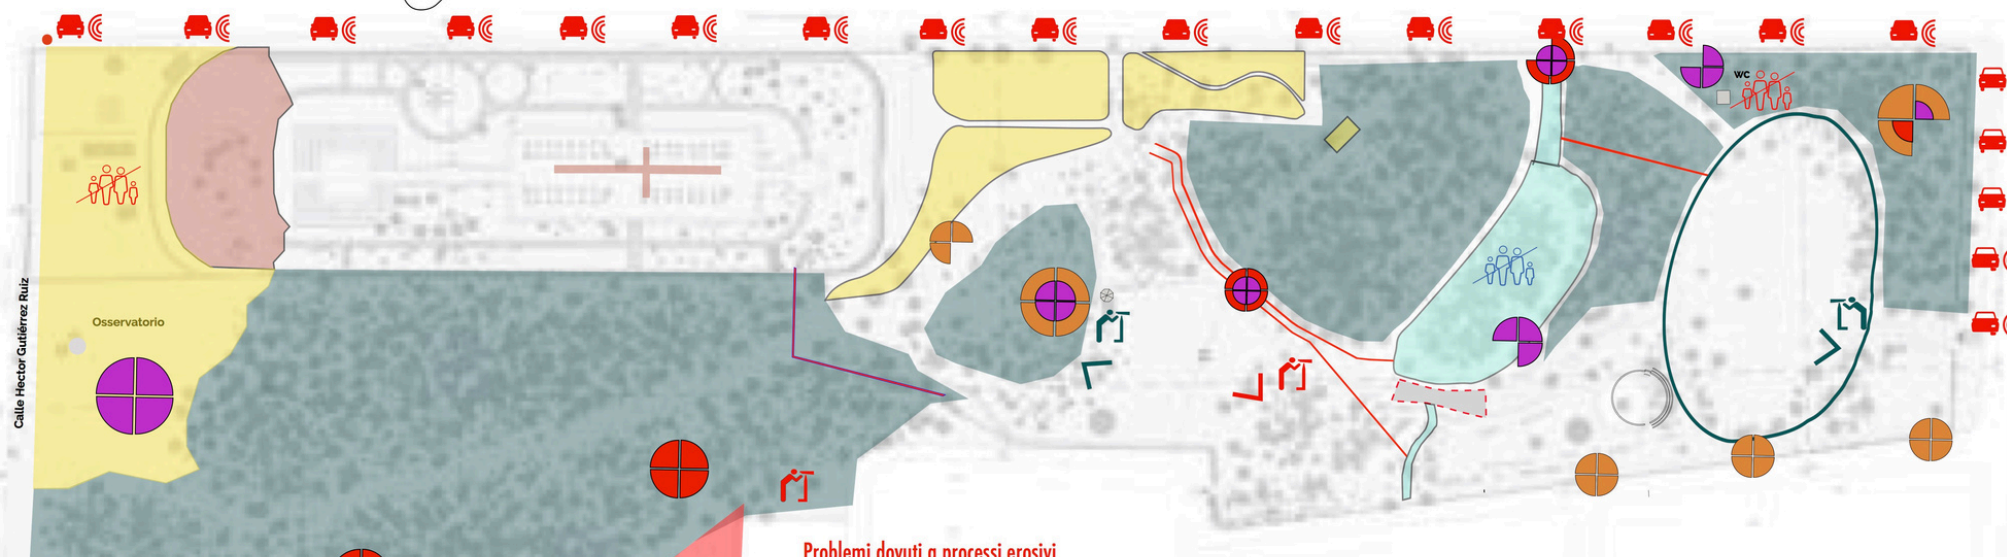 WC
Calle Hector Gutiérrez Ruiz
Osservatorio
Problemi dovuti a processi erosivi